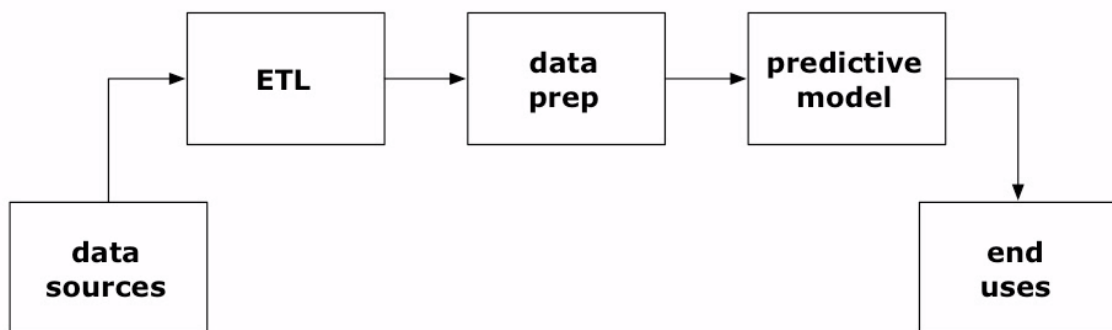 ETL
data
prep
predictive
model
data
sources
end
uses